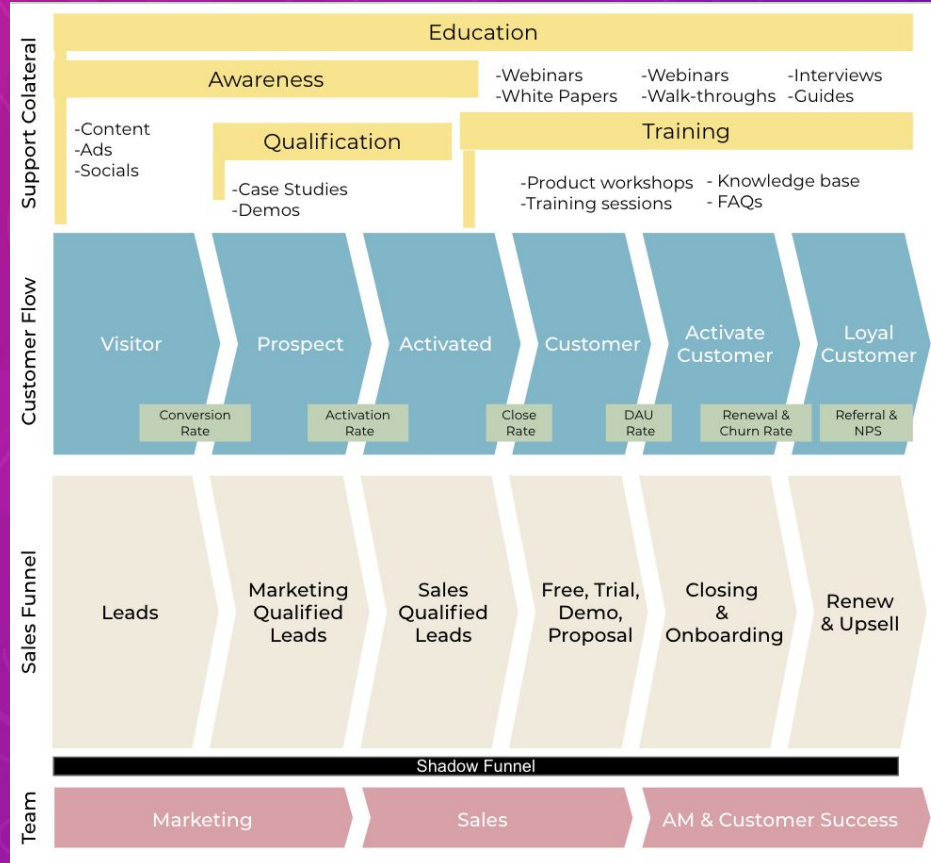 Support Colateral
Education
Awareness
-Webinars
-White Papers
-Webinars
-Walk-throughs
-Interviews
-Guides
-Content
-Ads
-Socials
Qualification
Training
-Case Studies
-Demos
-Product workshops
-Training sessions
- Knowledge base
- FAQs
Customer Flow
Visitor
Prospect
Activated
Customer
Activate
Customer
Loyal
Customer
Conversion
Rate
Activation
Rate
Close
Rate
DAU
Rate
Renewal &
Churn Rate
Referral &
NPS
Sales Funnel
Leads
Marketing
Qualified
Leads
Sales
Qualified
Leads
Free, Trial,
Demo,
Proposal
Closing
&
Onboarding
Renew
& Upsell
Shadow Funnel
Team
Marketing
Sales
AM & Customer Success